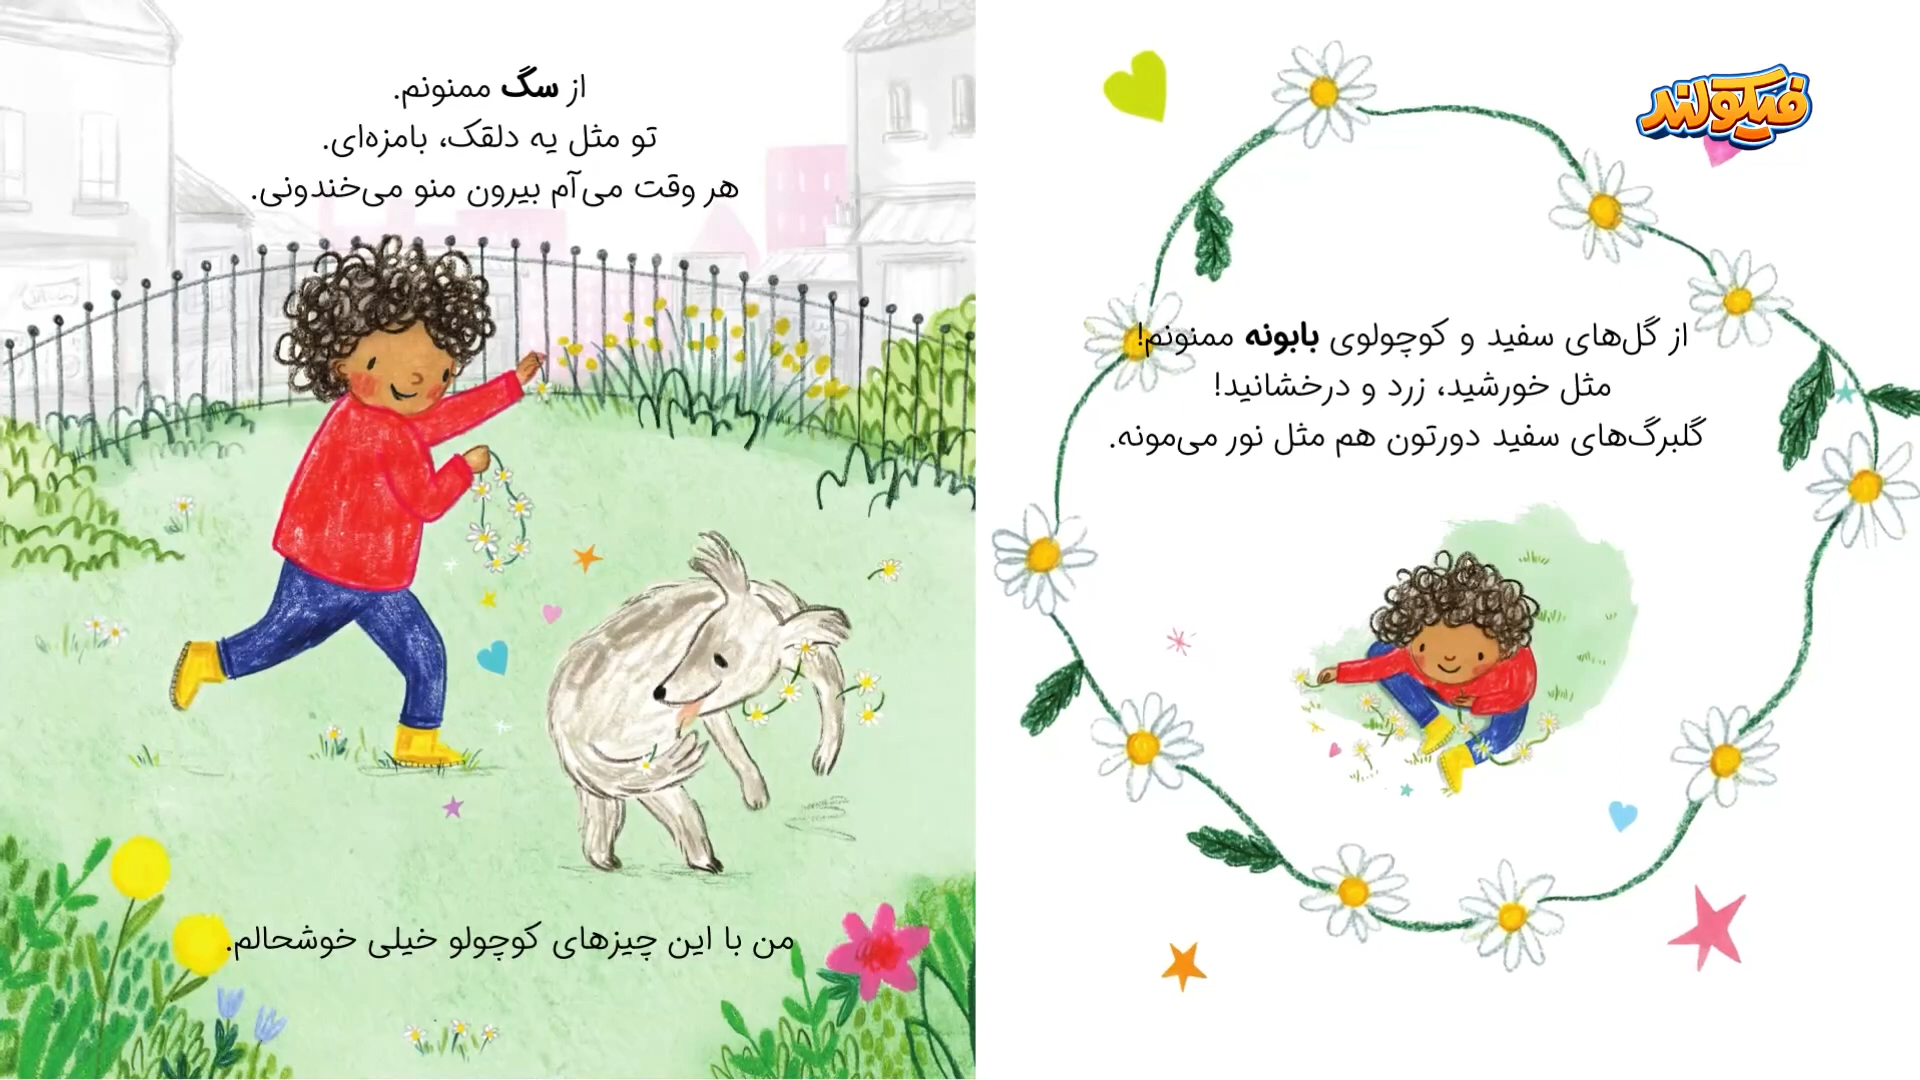 از سگ ممنونم.
تو مثل یه دلقک، بامزه‌ای.
هر وقت می‌آم بیرون منو می‌خندونی.
من با این چیزهای کوچولو خیلی خوشحالم.
فیکولند
از گل‌های سفید و کوچولوی بابونه ممنونم!
مثل خورشید، زرد و درخشانید!
گلبرگ‌های سفید دورتون هم مثل نور می‌مونه.